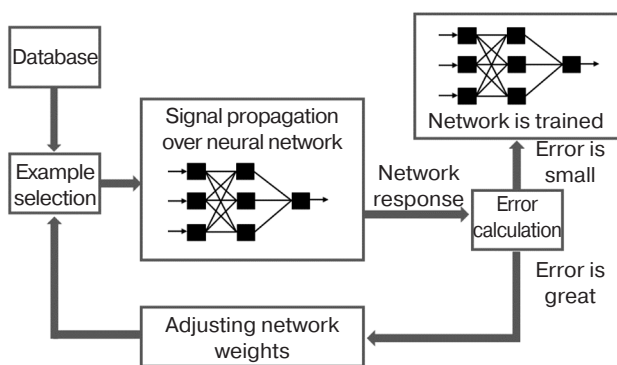 Database
Example
selection
Signal propagation
over neural network
Network
response
Network is trained
Error is
small
Error
calculation
Error is
great
Adjusting network
weights